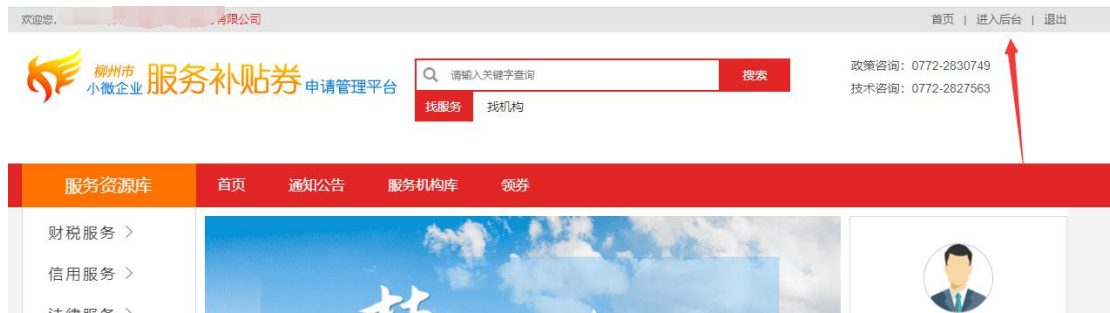 欢迎您,
有限公司
首页 | 进入后台 | 退出
柳州市
小微企业 服务补贴券 申请管理平台
请输入关键字查询 搜索
找服务 找机构
政策咨询：0772-2830749
技术咨询：0772-2827563
服务资源库 首页 通知公告 服务机构库 领券
财税服务 >
信用服务 >
法律服务 >